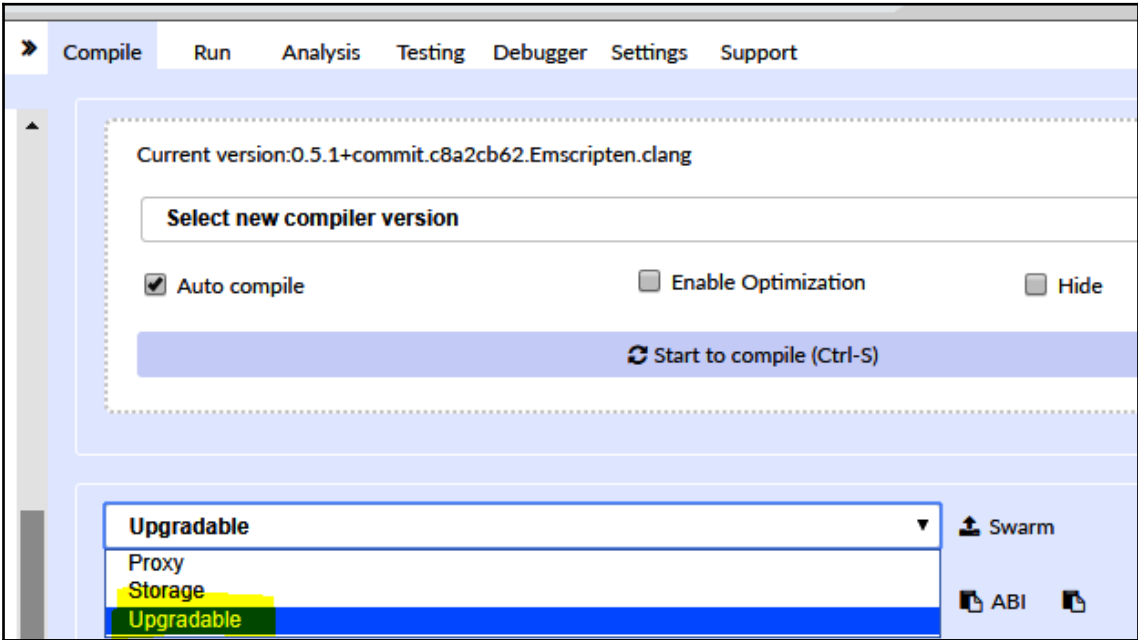 Compile Run Analysis Testing Debugger Settings Support
Current version:0.5.1+commit.c8a2cb62.Emscripten.clang
Select new compiler version
Auto compile Enable Optimization Hide
Start to compile (Ctrl-S)
Upgradable Swarm
Proxy
Storage
ABI
Upgradable